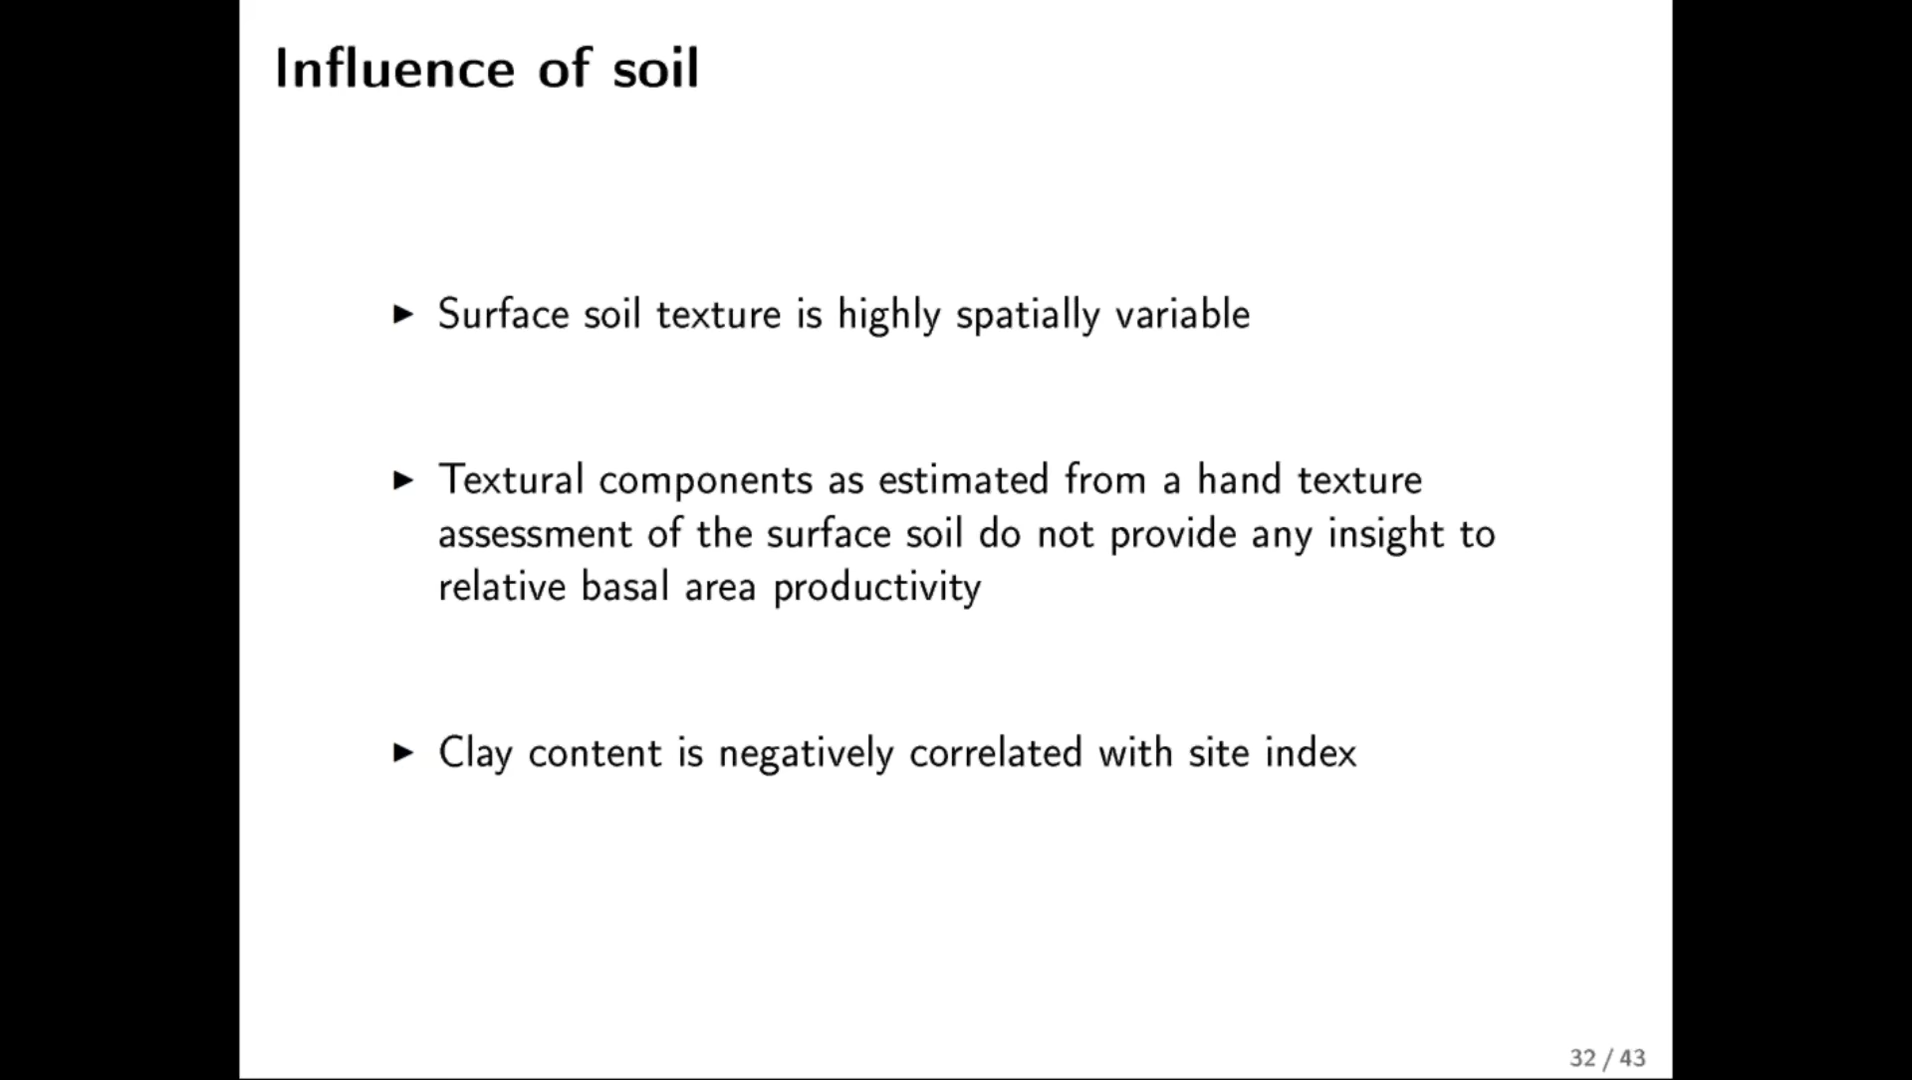 Influence of soil
▶ Surface soil texture is highly spatially variable
▶ Textural components as estimated from a hand texture
assessment of the surface soil do not provide any insight to
relative basal area productivity
▶ Clay content is negatively correlated with site index
32 / 43